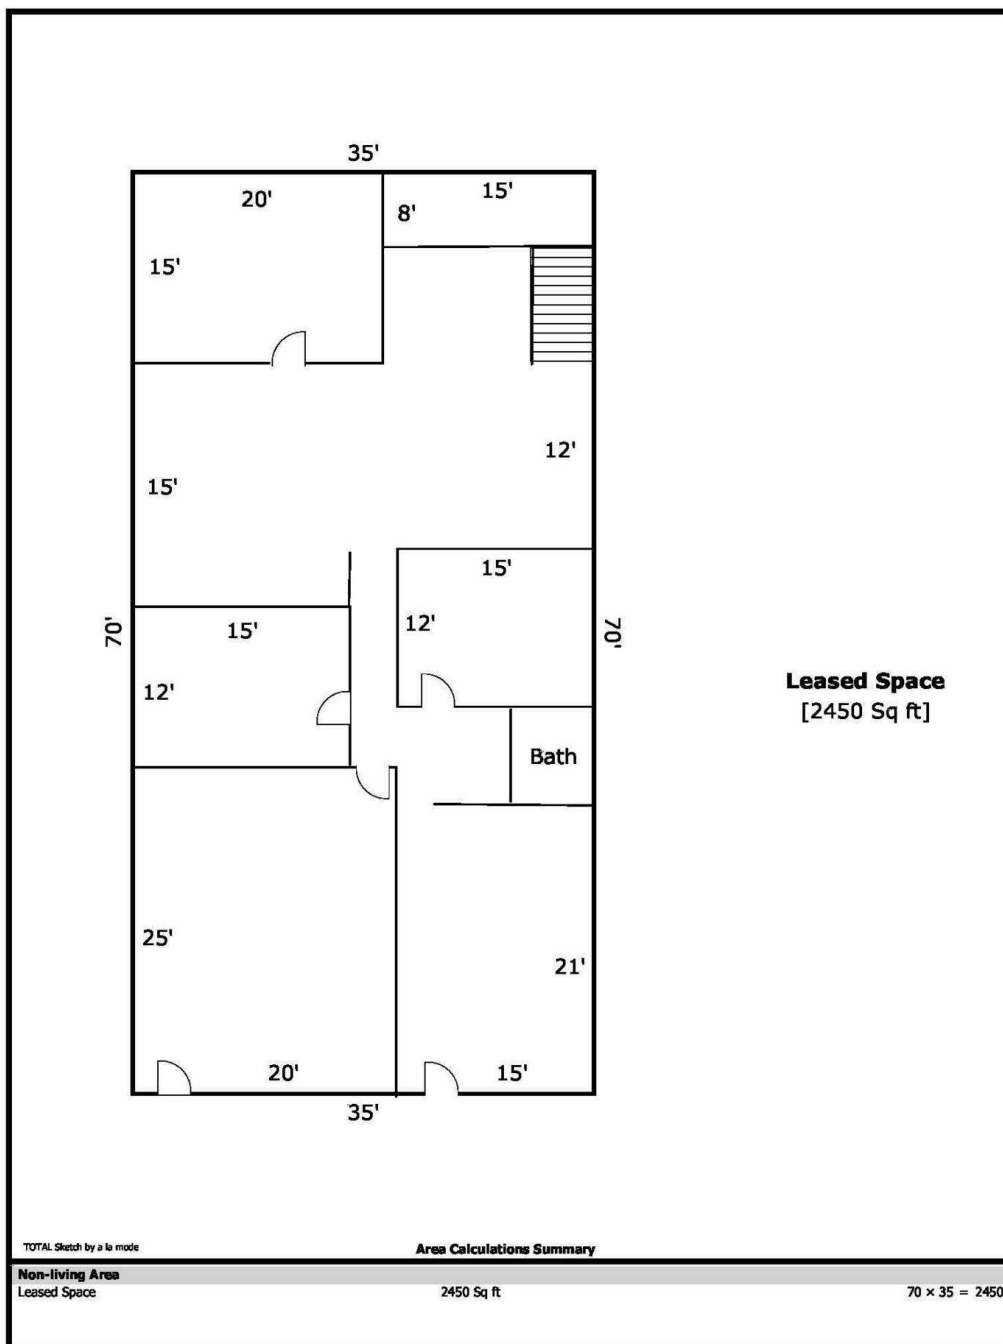 35'
20'
15'
8'
15'
12'
15'
15'
12'
70'
70'
15'
12'
Leased Space
[2450 Sq ft]
Bath
25'
21'
20'
15'
35'
TOTAL Sketch by a la mode
Area Calculations Summary
Non-living Area
Leased Space 2450 Sq ft 70 × 35 = 2450